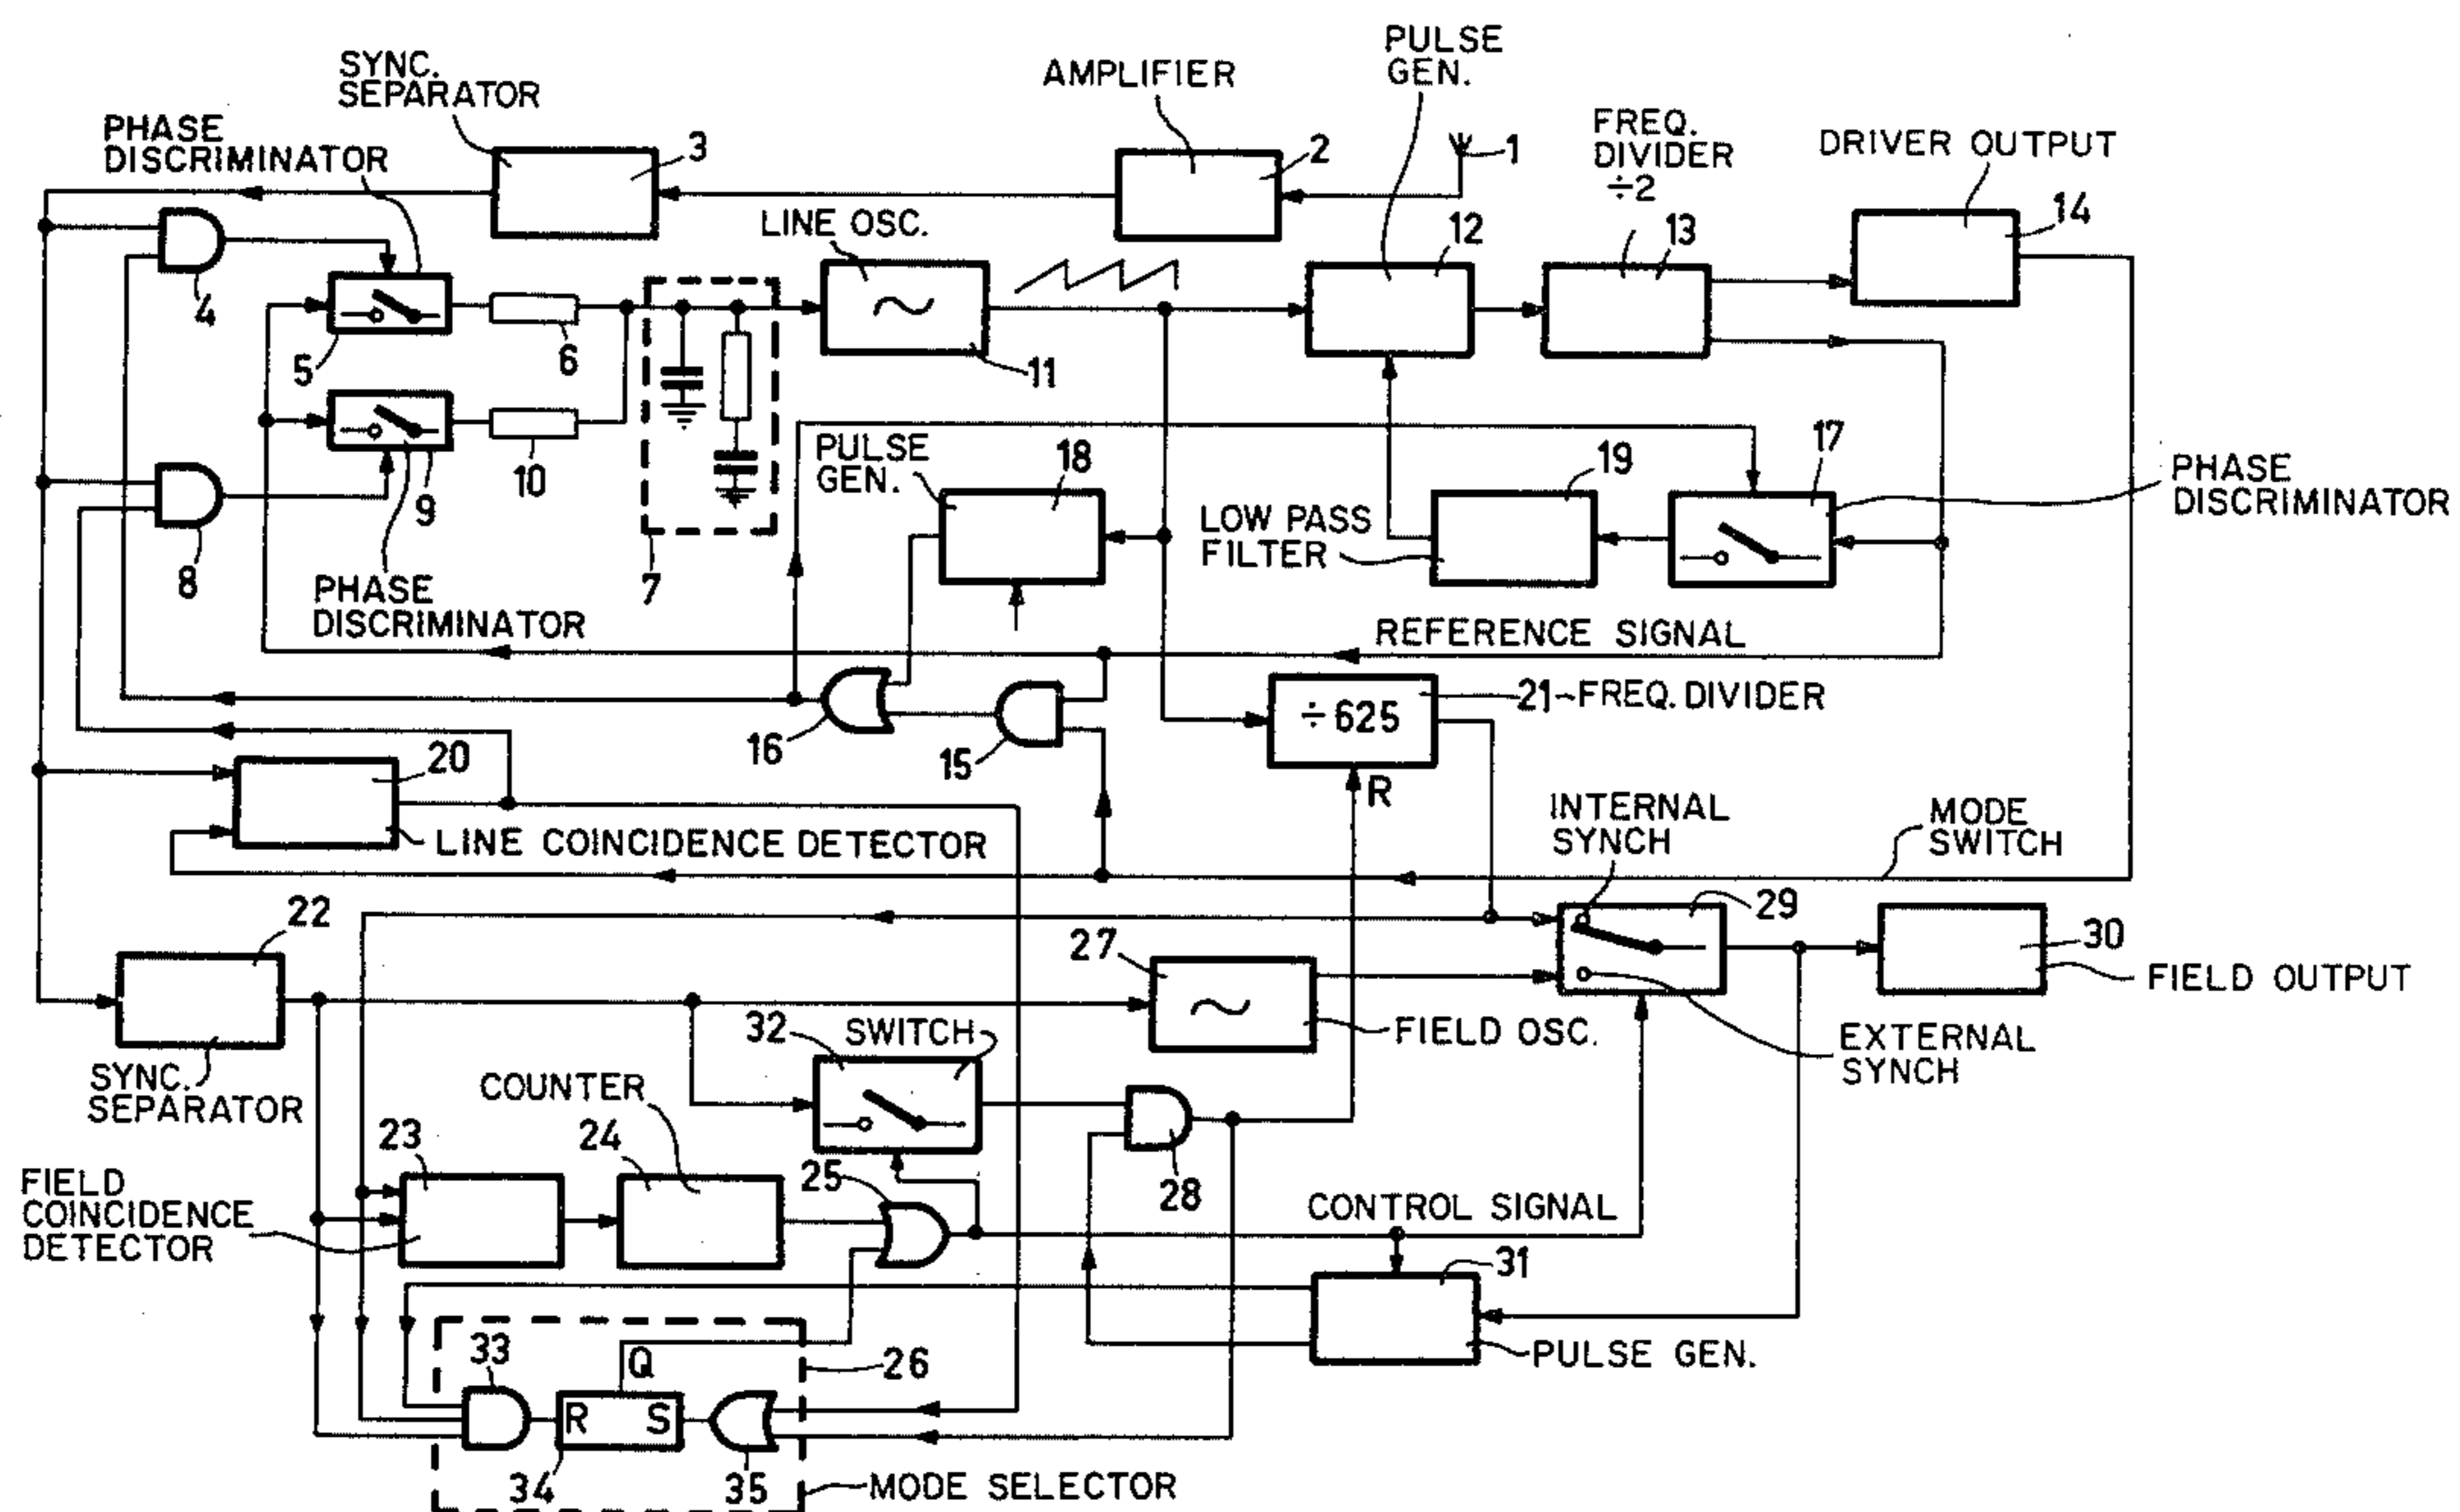 PULSE
GEN.
SYNC.
SEPARATOR
AMPLIFIER
PHASE
DISCRIMINATOR
FREQ.
DIVIDER
÷2
DRIVER OUTPUT
3
2
1
LINE OSC.
12
13
14
4
5
6
11
PULSE
GEN.
18
19
17
10
9
8
7
LOW PASS
FILTER
PHASE
DISCRIMINATOR
PHASE
DISCRIMINATOR
REFERENCE SIGNAL
÷625
21-FREQ. DIVIDER
16
15
20
R
LINE COINCIDENCE DETECTOR
INTERNAL
SYNCH
MODE
SWITCH
22
29
27
30
FIELD OUTPUT
32
SWITCH
FIELD OSC.
EXTERNAL
SYNCH
SYNC.
SEPARATOR
COUNTER
23
24
25
28
FIELD
COINCIDENCE
DETECTOR
CONTROL SIGNAL
31
33
Q
26
PULSE GEN.
R S
34
35
MODE SELECTOR